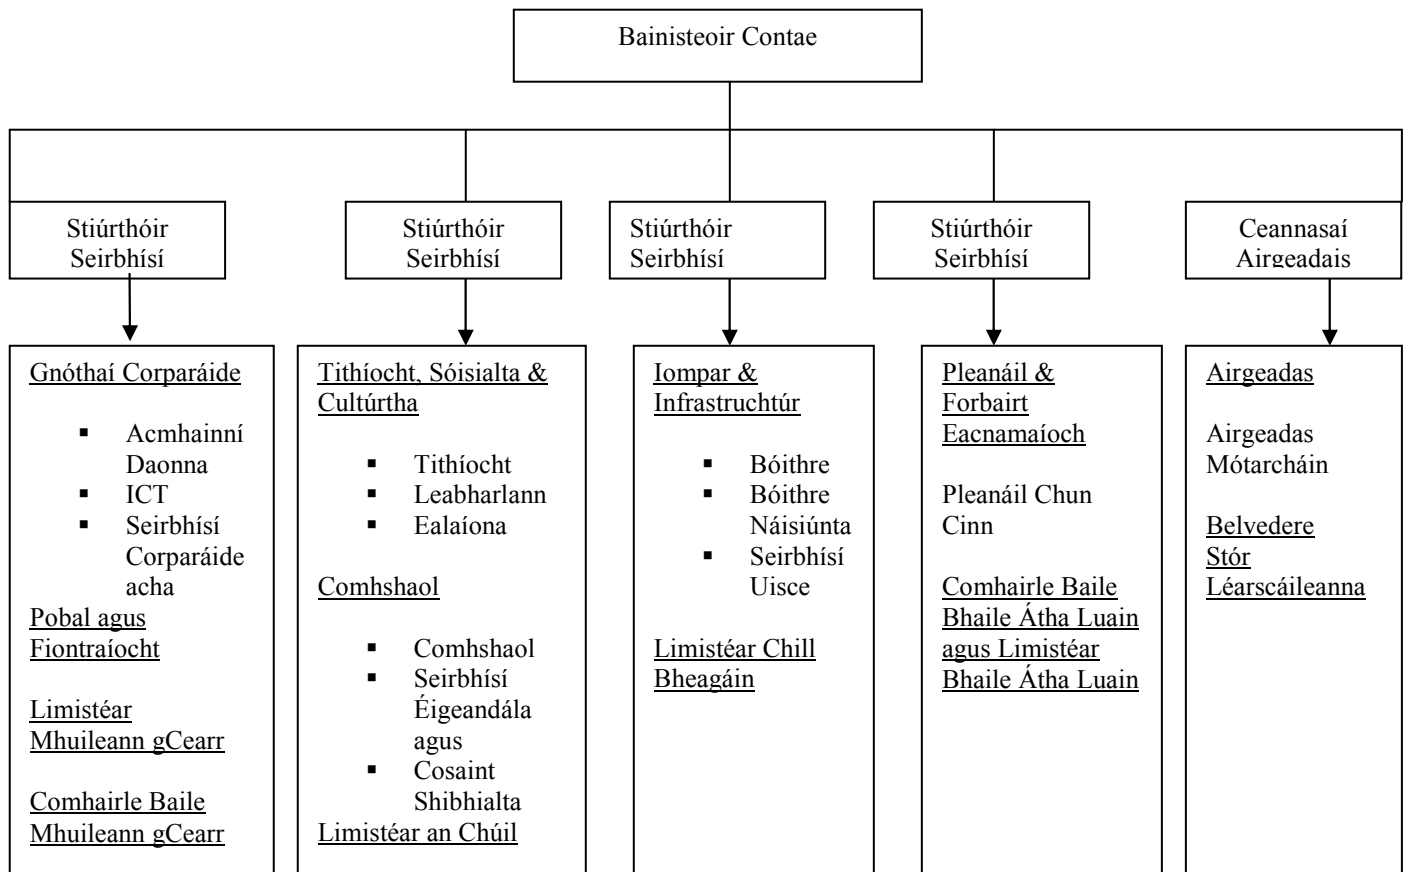 Bainisteoir Contae
Stiúrthóir
Seirbhísí
Stiúrthóir
Seirbhísí
Stiúrthóir
Seirbhísí
Stiúrthóir
Seirbhísí
Ceannasaí
Airgeadais
Gnóthaí Corparáide
Acmhainní
Daonna
ICT
Seirbhísí
Corparáide
acha
Pobal agus
Fiontraíocht
Limistéar
Mhuileann gCearr
Comhairle Baile
Mhuileann gCearr
Tithíocht, Sóisialta &
Cultúrtha
Tithíocht
Leabharlann
Ealaíona
Comhshaol
Comhshaol
Seirbhísí
Éigeandála
agus
Cosaint
Shibhialta
Limistéar an Chúil
Iompar &
Infrastruchtúr
Bóithre
Bóithre
Náisiúnta
Seirbhísí
Uisce
Limistéar Chill
Bheagáin
Pleanáil &
Forbairt
Eacnamaíoch
Pleanáil Chun
Cinn
Comhairle Baile
Bhaile Átha Luain
agus Limistéar
Bhaile Átha Luain
Airgeadas
Airgeadas
Mótarcháin
Belvedere
Stór
Léarscáileanna